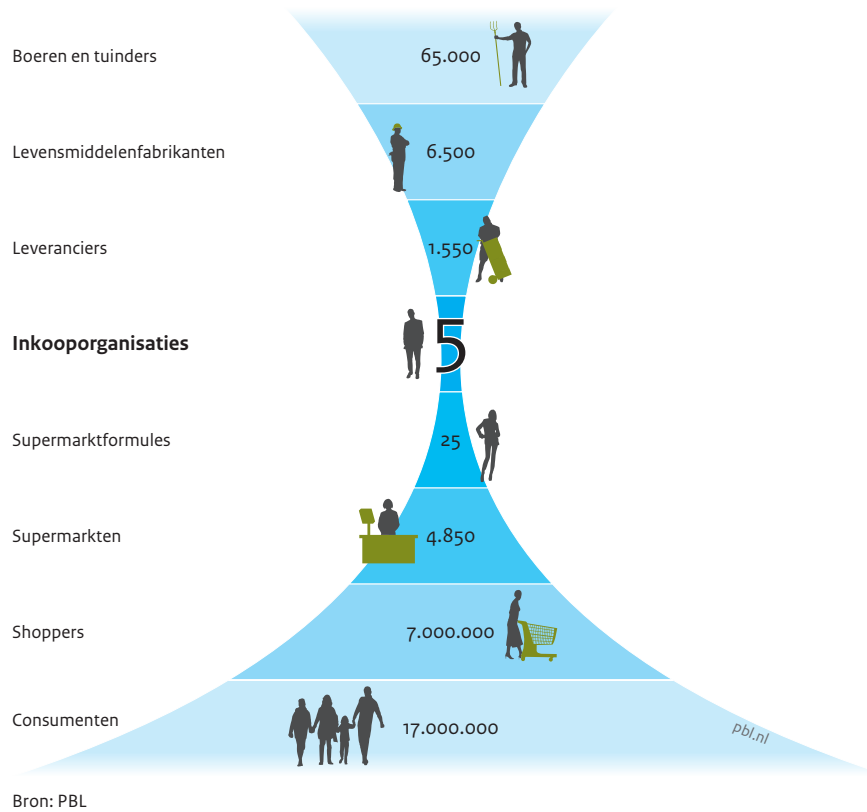 Boeren en tuinders 65.000
Levensmiddelenfabrikanten 6.500
Leveranciers 1.550
Inkooporganisaties 5
Supermarktformules 25
Supermarkten 4.850
Shoppers 7.000.000
Consumenten 17.000.000
pbl.nl
Bron: PBL